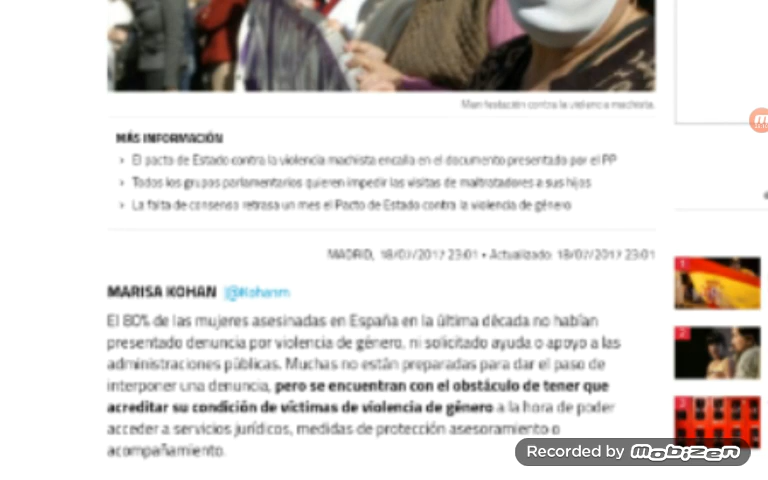 Manifestación contra la violencia machista.
MÁS INFORMACIÓN
› El pacto de Estado contra la violencia machista encalla en el documento presentado por el PP
› Todos los grupos parlamentarios quieren impedir las visitas de maltratadores a sus hijos
› La falta de consenso retrasa un mes el Pacto de Estado contra la violencia de género
MADRID, 18/07/2017 23:01 • Actualizado: 18/07/2017 23:01
MARISA KOHAN @Kohanm
El 80% de las mujeres asesinadas en España en la última década no habían
presentado denuncia por violencia de género, ni solicitado ayuda o apoyo a las
administraciones públicas. Muchas no están preparadas para dar el paso de
interponer una denuncia, pero se encuentran con el obstáculo de tener que
acreditar su condición de víctimas de violencia de género a la hora de poder
acceder a servicios jurídicos, medidas de protección asesoramiento o
acompañamiento.
1
2
3
Recorded by mobizen